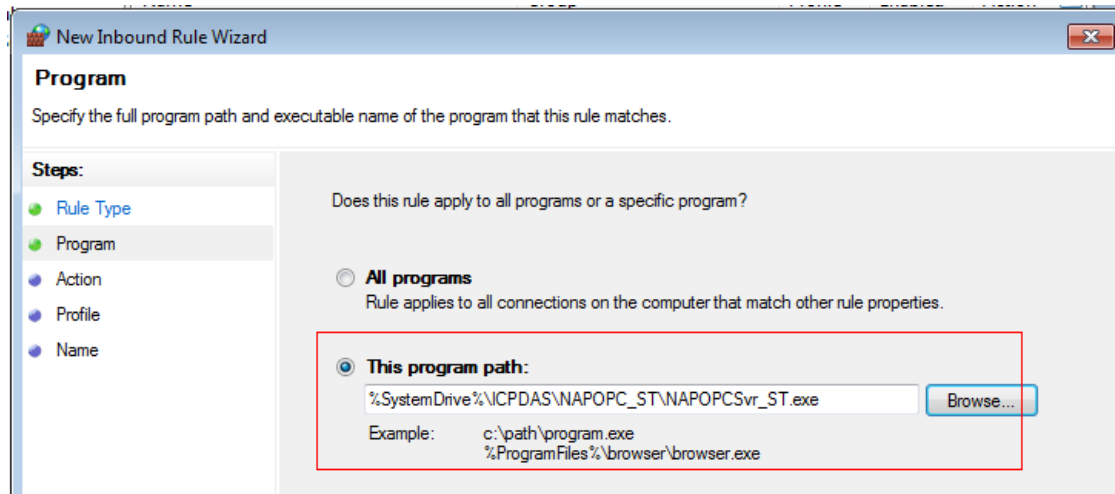 New Inbound Rule Wizard
Program
Specify the full program path and executable name of the program that this rule matches.
Steps:
Rule Type
Program
Action
Profile
Name
Does this rule apply to all programs or a specific program?
All programs
Rule applies to all connections on the computer that match other rule properties.
This program path:
%SystemDrive%\ICPDAS\NAPOPC_ST\NAPOPCSvr_ST.exe
Browse...
Example: c:\path\program.exe
%ProgramFiles%\browser\browser.exe